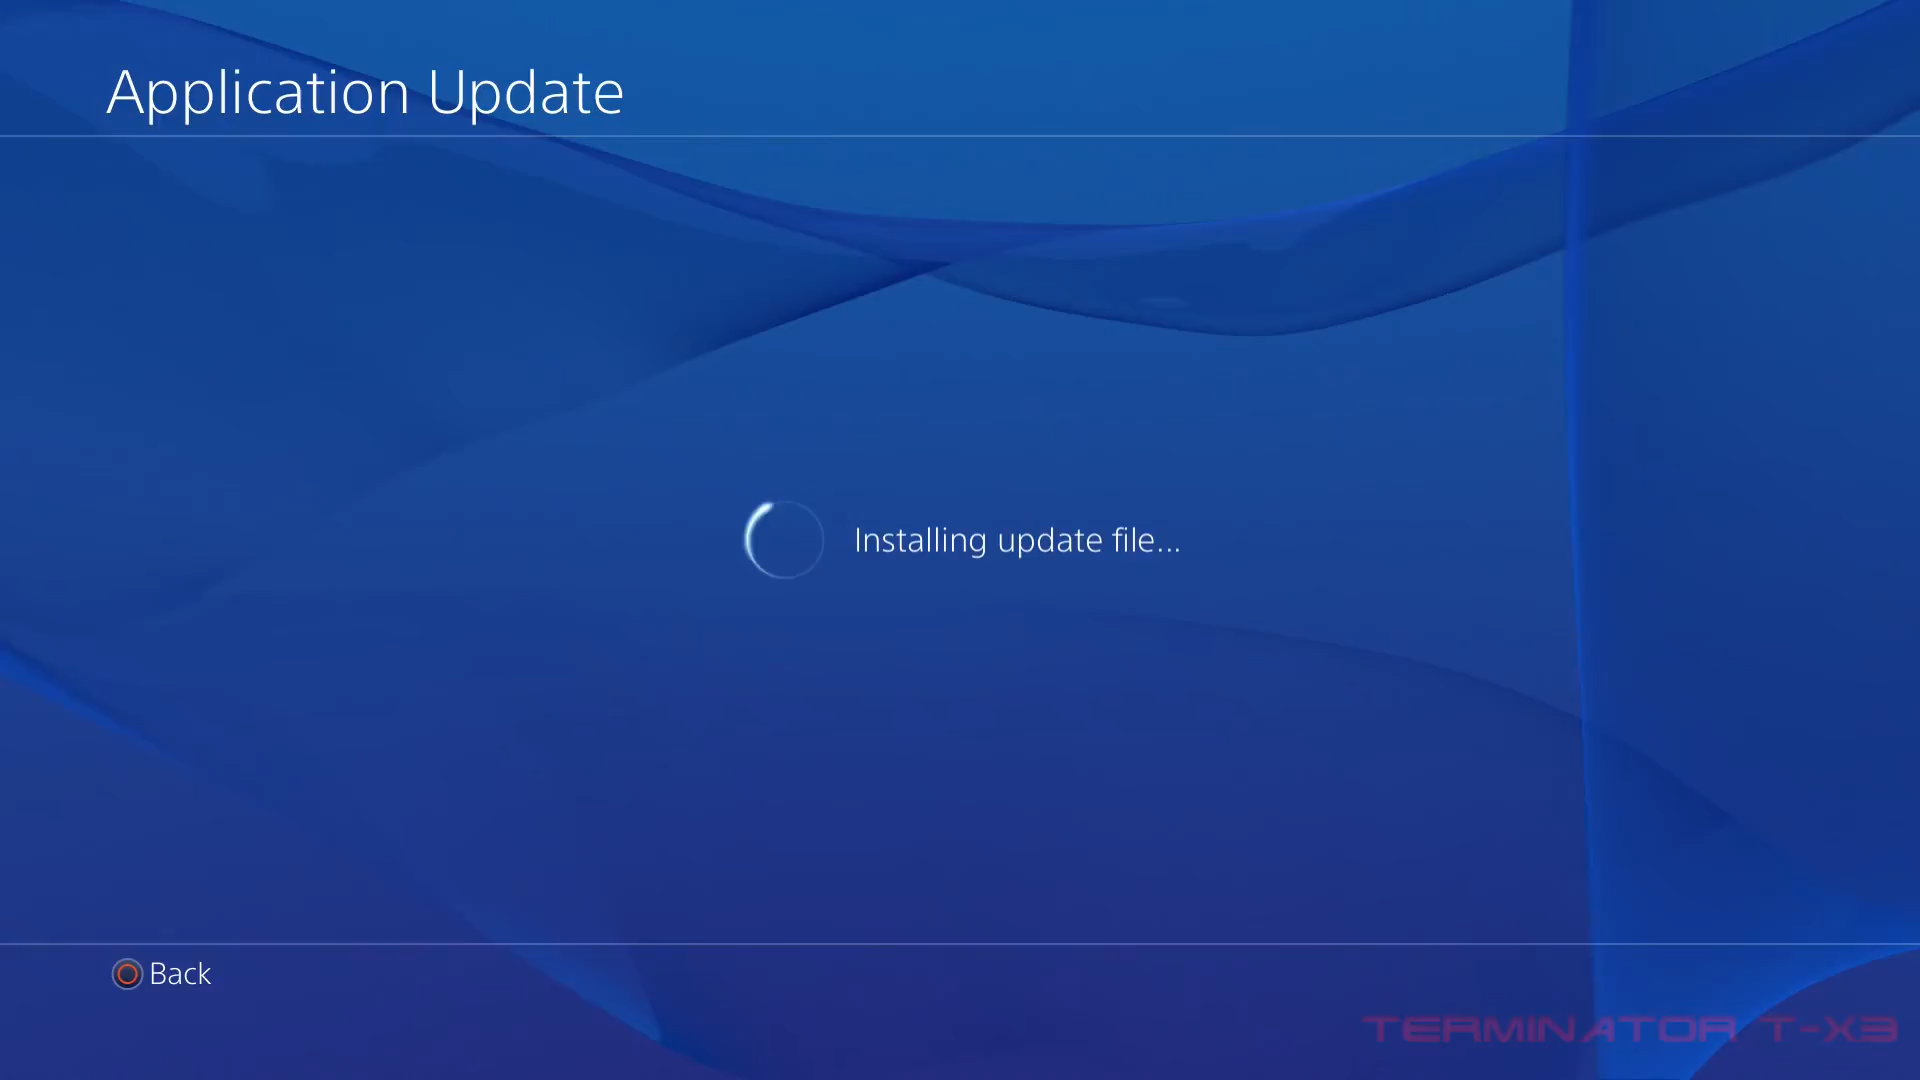 Application Update
Installing update file...
Back
TERMINATOR T-X3